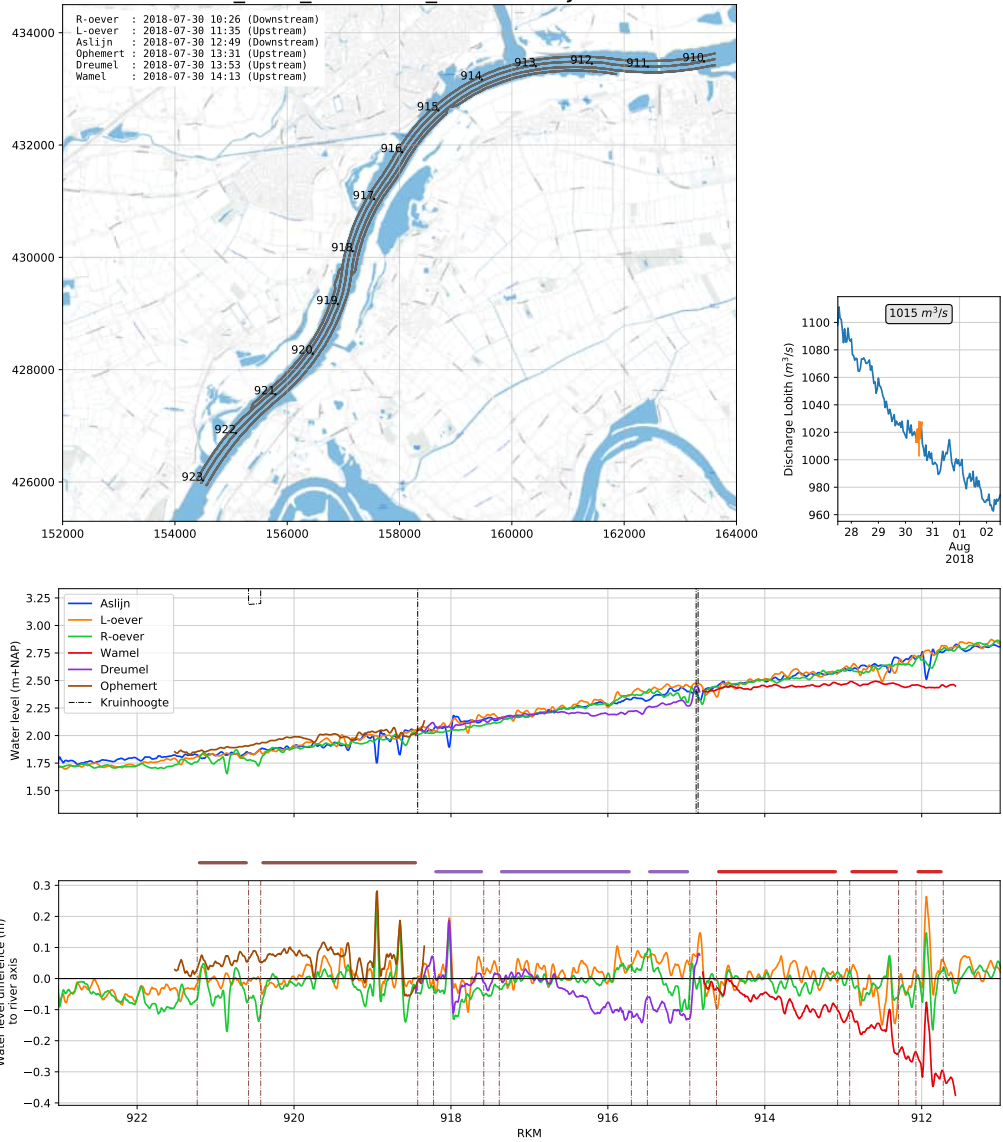 434000
432000
430000
428000
426000
R-oever : 2018-07-30 10:26 (Downstream)
L-oever : 2018-07-30 11:35 (Upstream)
Aslijn : 2018-07-30 12:49 (Downstream)
Ophemert : 2018-07-30 13:31 (Upstream)
Dreumel : 2018-07-30 13:53 (Upstream)
Wamel : 2018-07-30 14:13 (Upstream)
910
911
912
913
914
915
916
917
918
919
920
921
922
923
152000 154000 156000 158000 160000 162000 164000
1015 m³/s
Discharge Lobith (m³/s)
1100
1080
1060
1040
1020
1000
980
960
28 29 30 31 01 02
Aug
2018
Water level (m+NAP)
3.25
3.00
2.75
2.50
2.25
2.00
1.75
1.50
Aslijn
L-oever
R-oever
Wamel
Dreumel
Ophemert
Kruinhoogte
Water level difference (m)
to river axis
0.3
0.2
0.1
0.0
−0.1
−0.2
−0.3
−0.4
922 920 918 916 914 912
RKM